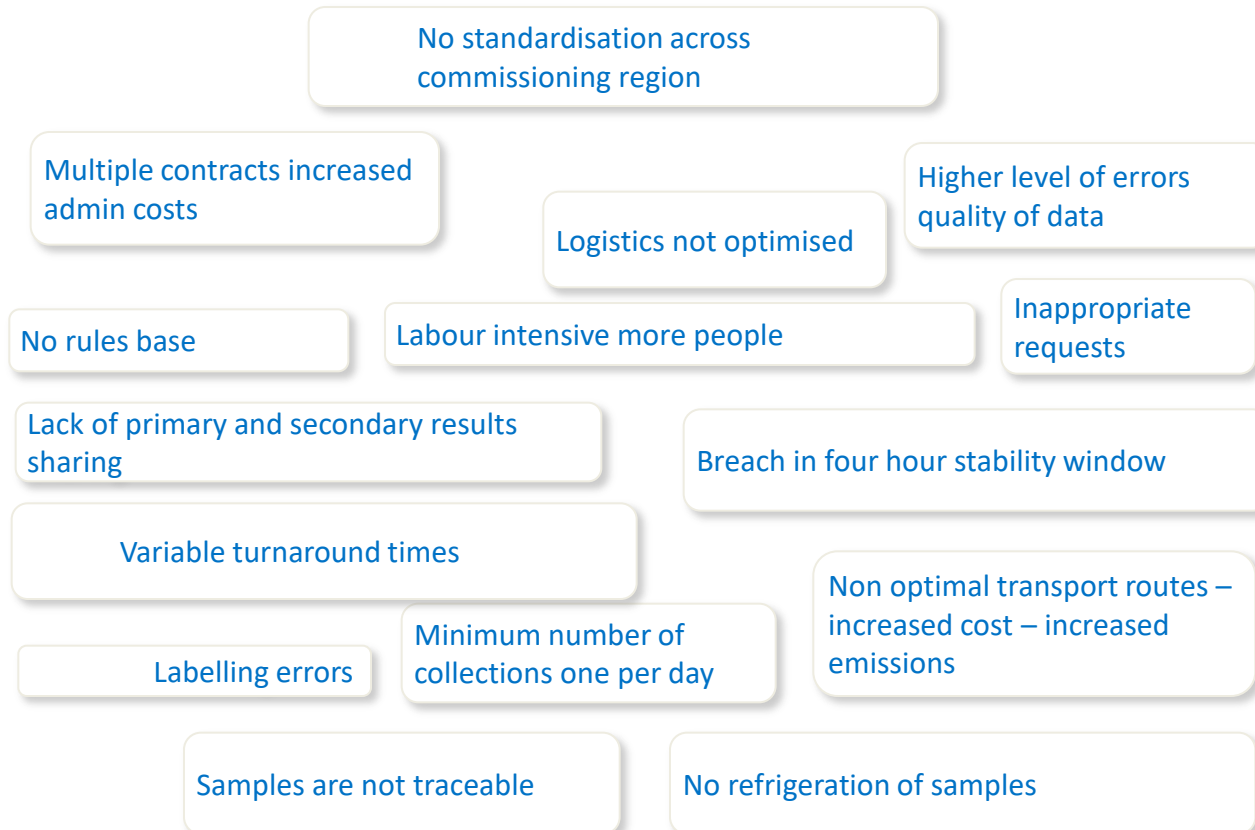 No standardisation across
commissioning region
Multiple contracts increased
admin costs
Higher level of errors
quality of data
Logistics not optimised
Inappropriate
requests
No rules base
Labour intensive more people
Lack of primary and secondary results
sharing
Breach in four hour stability window
Variable turnaround times
Non optimal transport routes –
increased cost – increased
emissions
Minimum number of
collections one per day
Labelling errors
Samples are not traceable
No refrigeration of samples